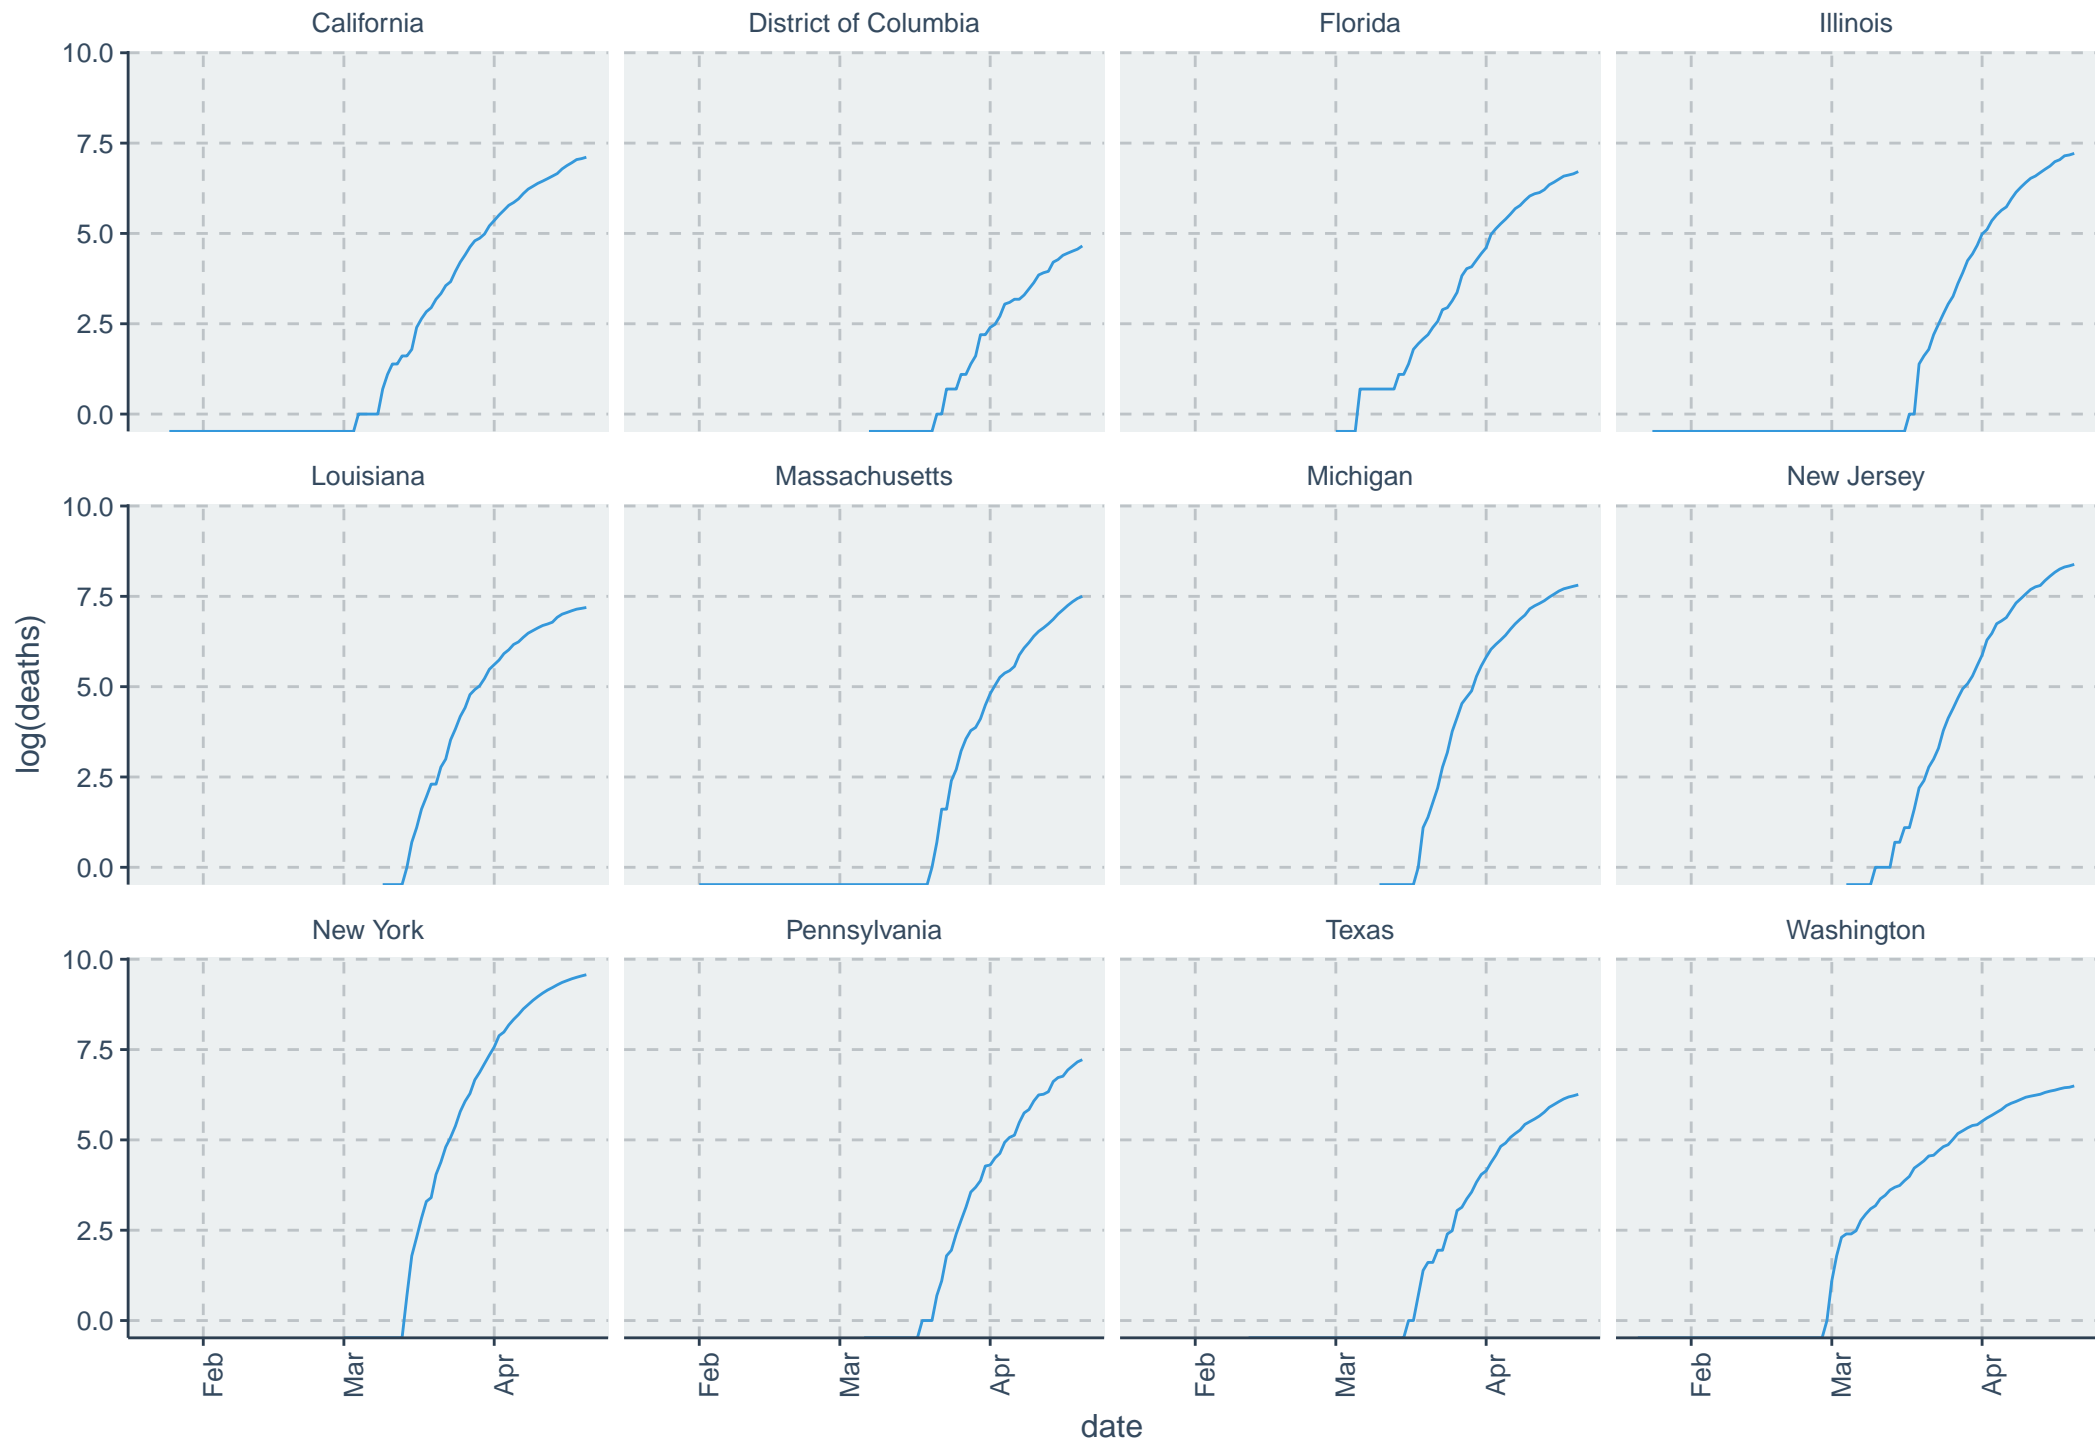 California District of Columbia Florida Illinois
10.0
7.5
5.0
2.5
0.0
Louisiana Massachusetts Michigan New Jersey
10.0
7.5
5.0
2.5
0.0
log(deaths)
New York Pennsylvania Texas Washington
10.0
7.5
5.0
2.5
0.0
Feb Mar Apr Feb Mar Apr Feb Mar Apr Feb Mar Apr
date